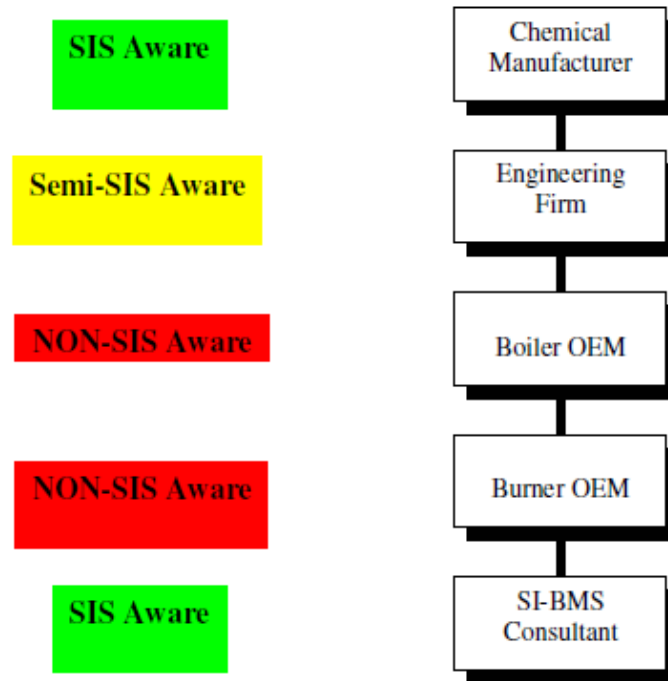 SIS Aware
Chemical
Manufacturer
Semi-SIS Aware
Engineering
Firm
NON-SIS Aware
Boiler OEM
NON-SIS Aware
Burner OEM
SIS Aware
SI-BMS
Consultant